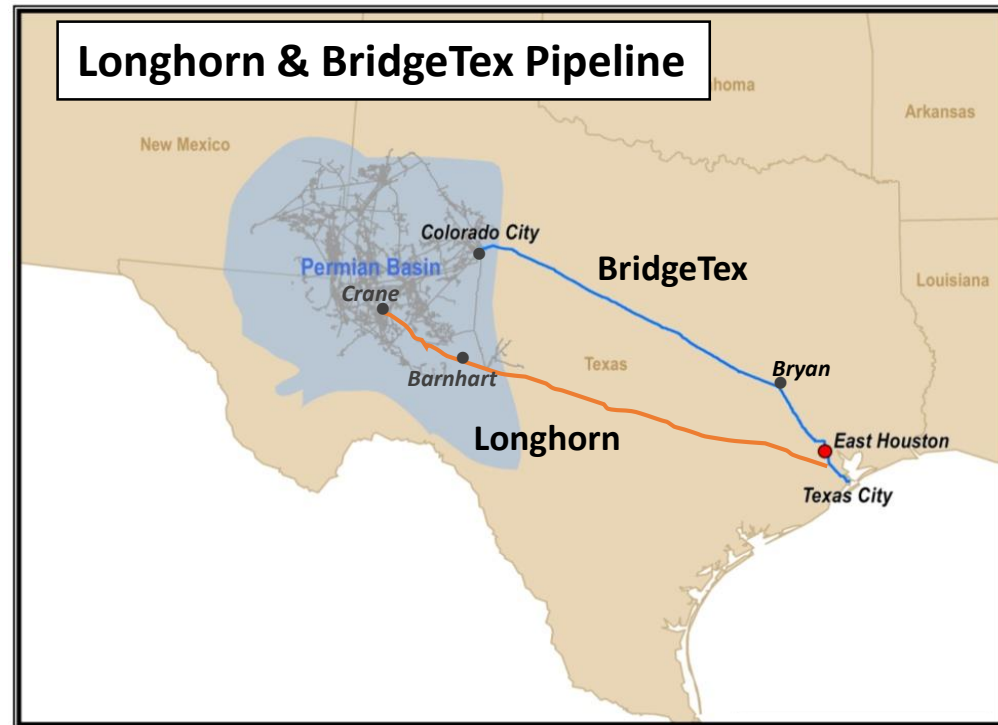 Longhorn & BridgeTex Pipeline
homa
Arkansas
New Mexico
Colorado City
Permian Basin
BridgeTex
Louisiana
Crane
Texas
Barnhart
Bryan
Longhorn
East Houston
Texas City